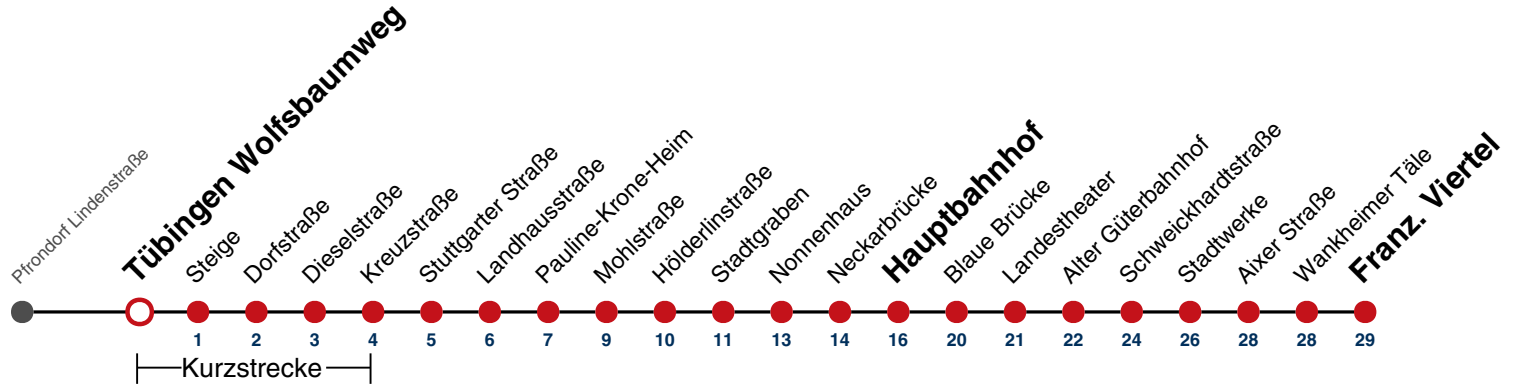 Pfrondorf Lindenstraße
Tübingen Wolfsbaumweg
Steige
Dorfstraße
Dieselstraße
Kreuzstraße
Stuttgarter Straße
Landhausstraße
Pauline-Krone-Heim
Mohlstraße
Hölderlinstraße
Stadtgraben
Nonnenhaus
Neckarbrücke
Hauptbahnhof
Blaue Brücke
Landestheater
Alter Güterbahnhof
Schweickhardtstraße
Stadtwerke
Aixer Straße
Wankheimer Täle
Franz. Viertel
1 2 3 4 5 6 7 9 10 11 13 14 16 20 21 22 24 26 28 28 29
Kurzstrecke